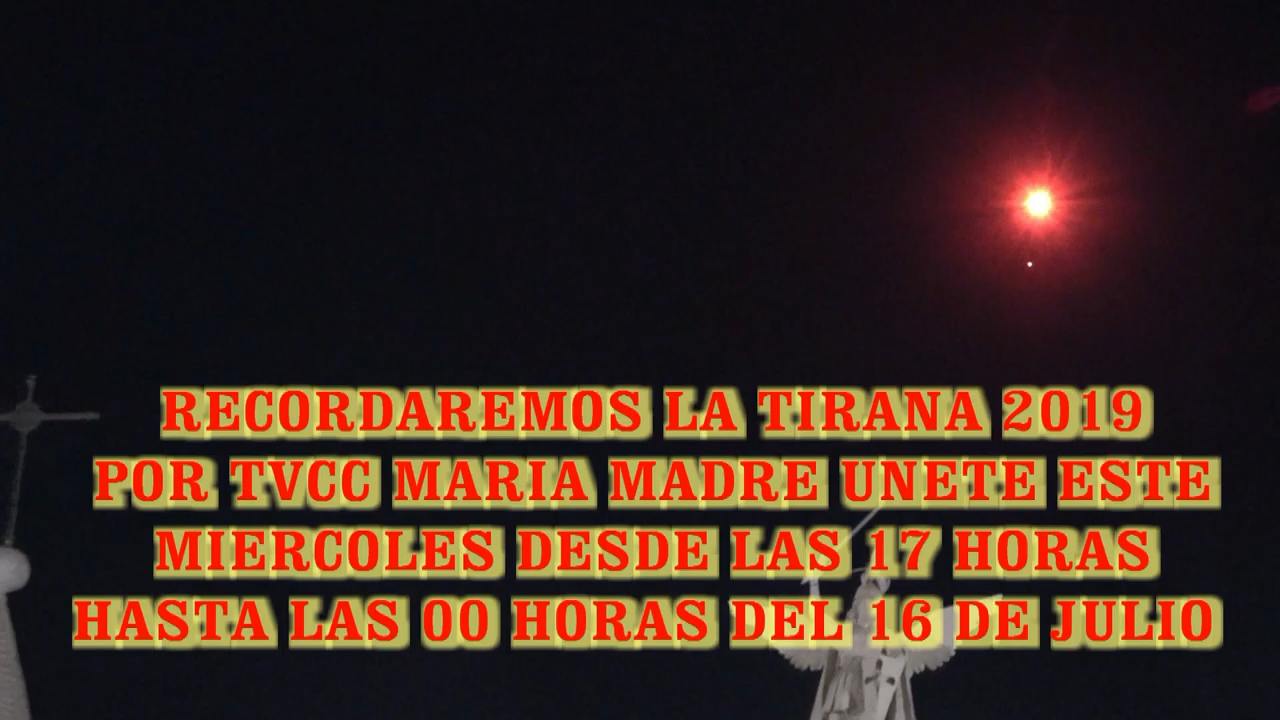 RECORDAREMOS LA TIRANA 2019
POR TVCC MARIA MADRE UNETE ESTE
MIERCOLES DESDE LAS 17 HORAS
HASTA LAS 00 HORAS DEL 16 DE JULIO